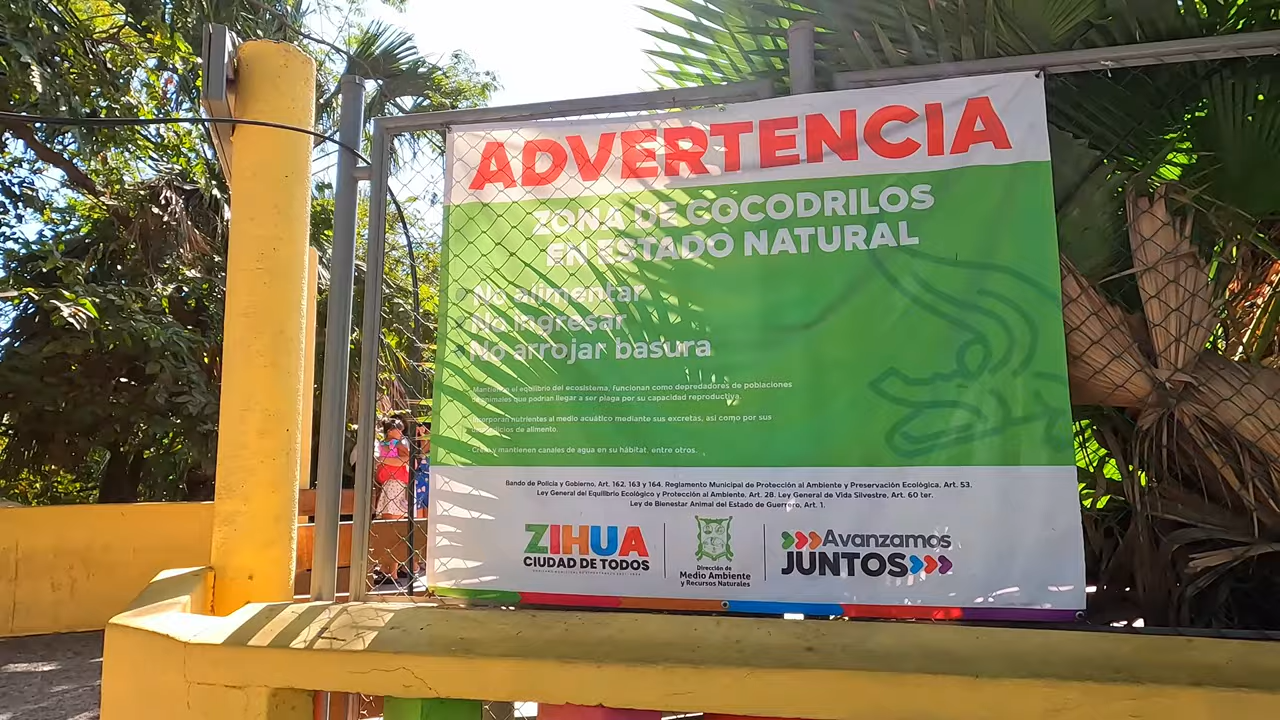 ADVERTENCIA
ZONA DE COCODRILOS
EN ESTADO NATURAL
No alimentar
No ingresar
No arrojar basura
Mantienen el equilibrio del ecosistema, funcionan como depredadores de poblaciones
de animales que podrían llegar a ser plaga por su capacidad reproductiva.
Incorporan nutrientes al medio acuático mediante sus excretas, así como por sus
de alimento.
y mantienen canales de agua en su hábitat, entre otros.
Bando de Policía y Gobierno, Art. 162, 163 y 164. Reglamento Municipal de Protección al Ambiente y Preservación Ecológica, Art. 53.
Ley General del Equilibrio Ecológico y Protección al Ambiente, Art. 28. Ley General de Vida Silvestre, Art. 60 ter.
Ley de Bienestar Animal del Estado de Guerrero, Art. 1.
ZIHUA
CIUDAD DE TODOS
Dirección de
Medio Ambiente
y Recursos Naturales
Avanzamos
JUNTOS